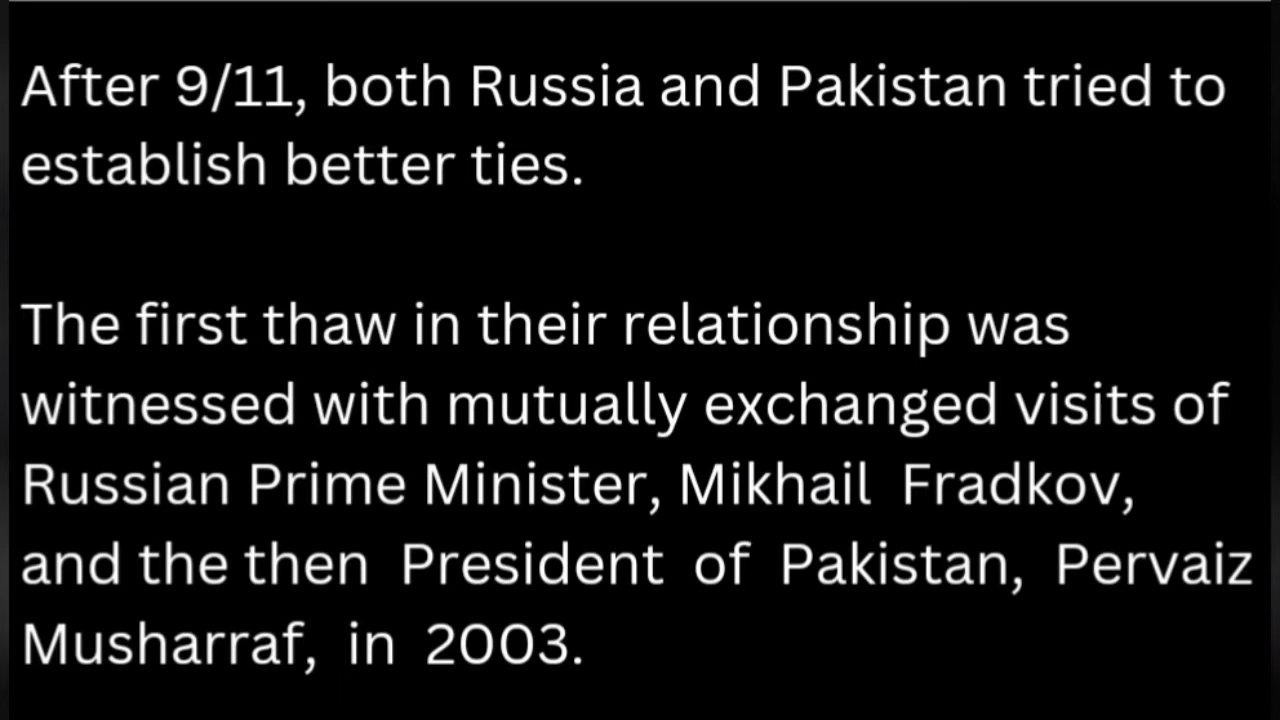 After 9/11, both Russia and Pakistan tried to
establish better ties.
The first thaw in their relationship was
witnessed with mutually exchanged visits of
Russian Prime Minister, Mikhail Fradkov,
and the then President of Pakistan, Pervaiz
Musharraf, in 2003.